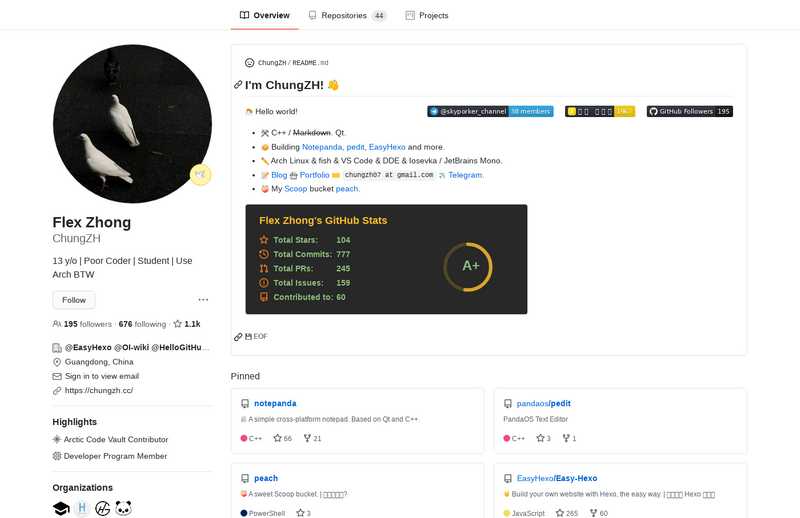 Overview
Repositories 44
Projects
ChungZH / README.md
I'm ChungZH! 👋
Hello world!
@skyporker_channel 38 members
GitHub Followers 195
🛠 C++ / Markdown. Qt.
Building Notepanda, pedit, EasyHexo and more.
✏️ Arch Linux & fish & VS Code & DDE & Iosevka / JetBrains Mono.
📝 Blog Portfolio chungzh07 at gmail.com Telegram.
🍑 My Scoop bucket peach.
Flex Zhong's GitHub Stats
Total Stars: 104
Total Commits: 777
Total PRs: 245
Total Issues: 159
Contributed to: 60
A+
💾 EOF
Flex Zhong
ChungZH
13 y/o | Poor Coder | Student | Use
Arch BTW
Follow
195 followers · 676 following · 1.1k
@EasyHexo @OI-wiki @HelloGitHu...
Guangdong, China
Sign in to view email
https://chungzh.cc/
Highlights
Arctic Code Vault Contributor
Developer Program Member
Organizations
Pinned
notepanda
A simple cross-platform notepad. Based on Qt and C++.
C++ 66 21
pandaos/pedit
PandaOS Text Editor
C++ 3 1
peach
🍑 A sweet Scoop bucket. |
PowerShell 3
EasyHexo/Easy-Hexo
Build your own website with Hexo, the easy way. | Hexo
JavaScript 265 60